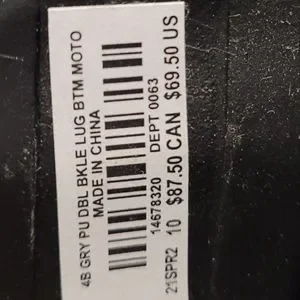 4B GRY PU DBL BKLE LUG BTM MOTO
MADE IN CHINA
14678320 DEPT 0063
21SPR2 10 $87.50 CAN $69.50 US